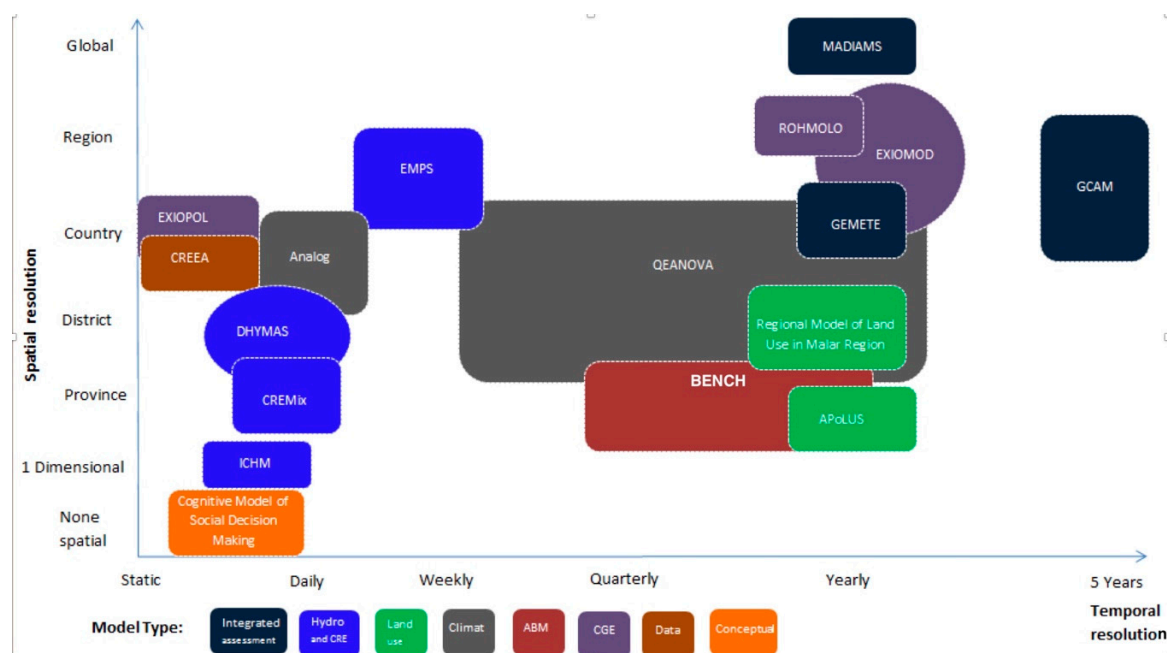 Global
MADIAMS
Region
ROHMOLO
EXIOMOD
EMPS
GCAM
EXIOPOL
Country
GEMETE
CREEA
Analog
QEANOVA
Spatial resolution
District
DHYMAS
Regional Model of Land
Use in Malar Region
BENCH
Province
CREMix
APoLUS
1 Dimensional
ICHM
Cognitive Model of
Social Decision
Making
None
spatial
Static
Daily
Weekly
Quarterly
Yearly
5 Years
Temporal
resolution
Model Type:
Integrated
assessment
Hydro
and CRE
Land
use
Climat
ABM
CGE
Data
Conceptual